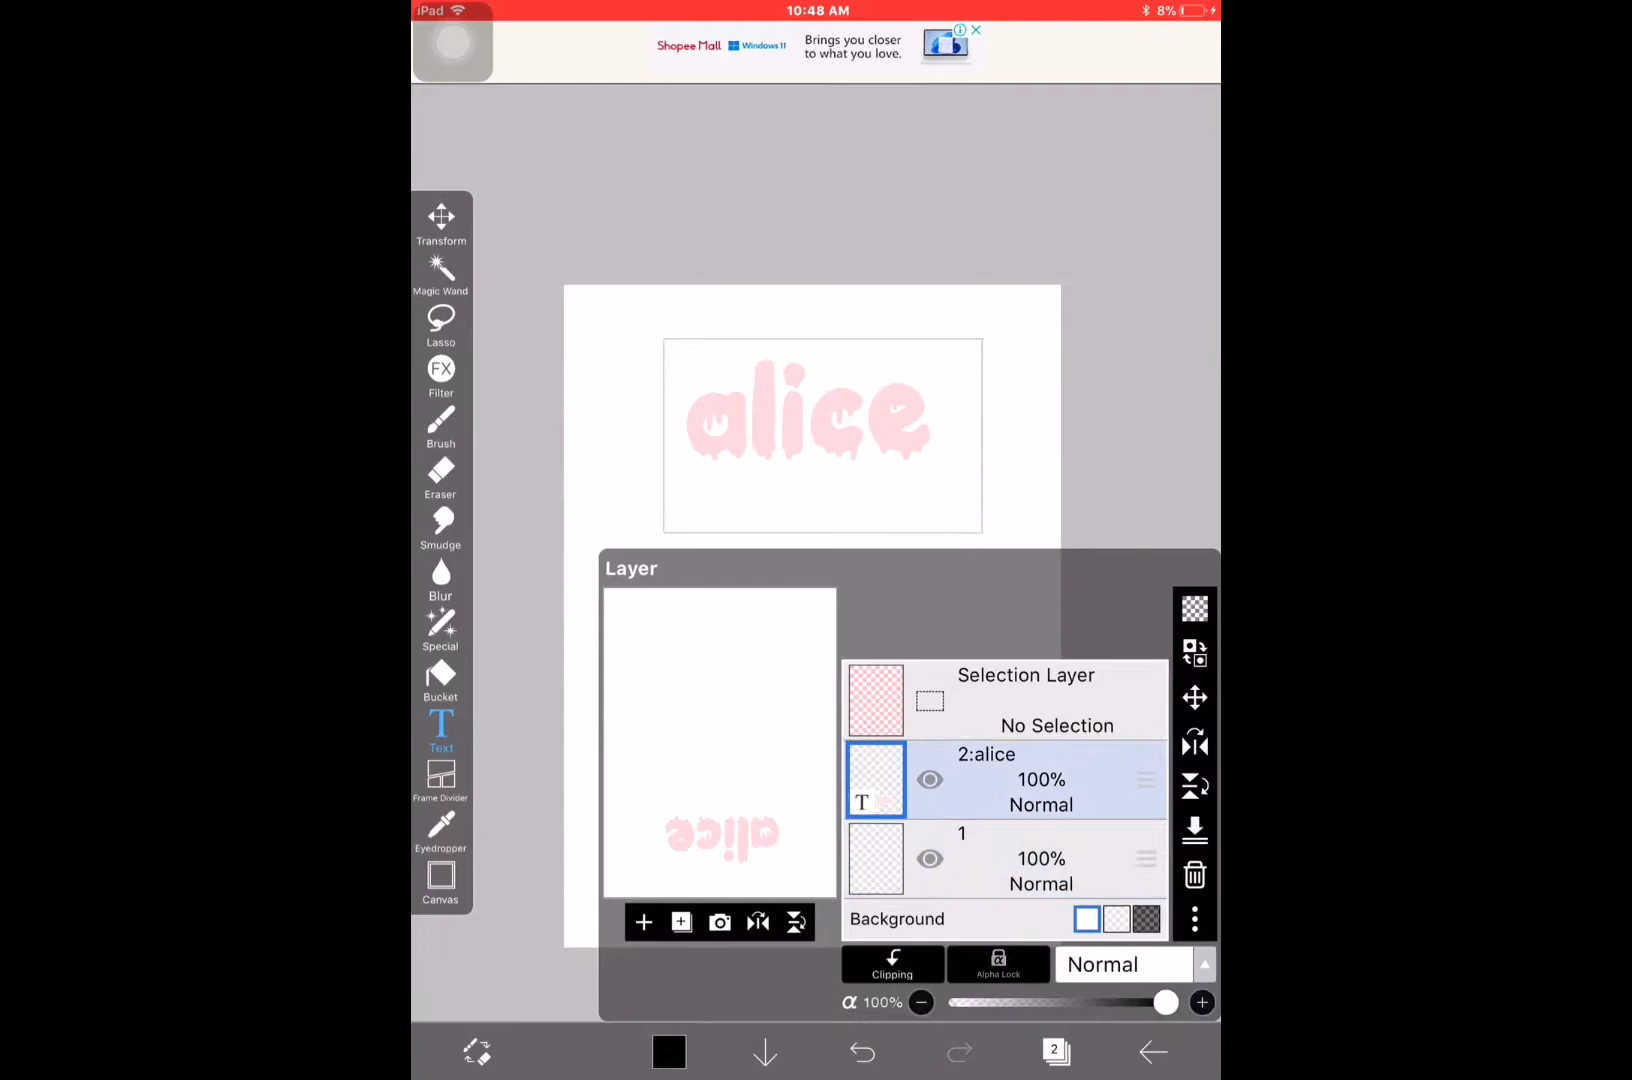 iPad
10:48 AM
8%
Shopee Mall
Windows 11
Brings you closer
to what you love.
Transform
Magic Wand
Lasso
FX
Filter
Brush
Eraser
Smudge
Blur
Special
Bucket
T
Text
Frame Divider
Eyedropper
Canvas
alice
Layer
alice
Selection Layer
No Selection
2:alice
100%
Normal
T
1
100%
Normal
Background
Clipping
α
Alpha Lock
Normal
α 100%
2